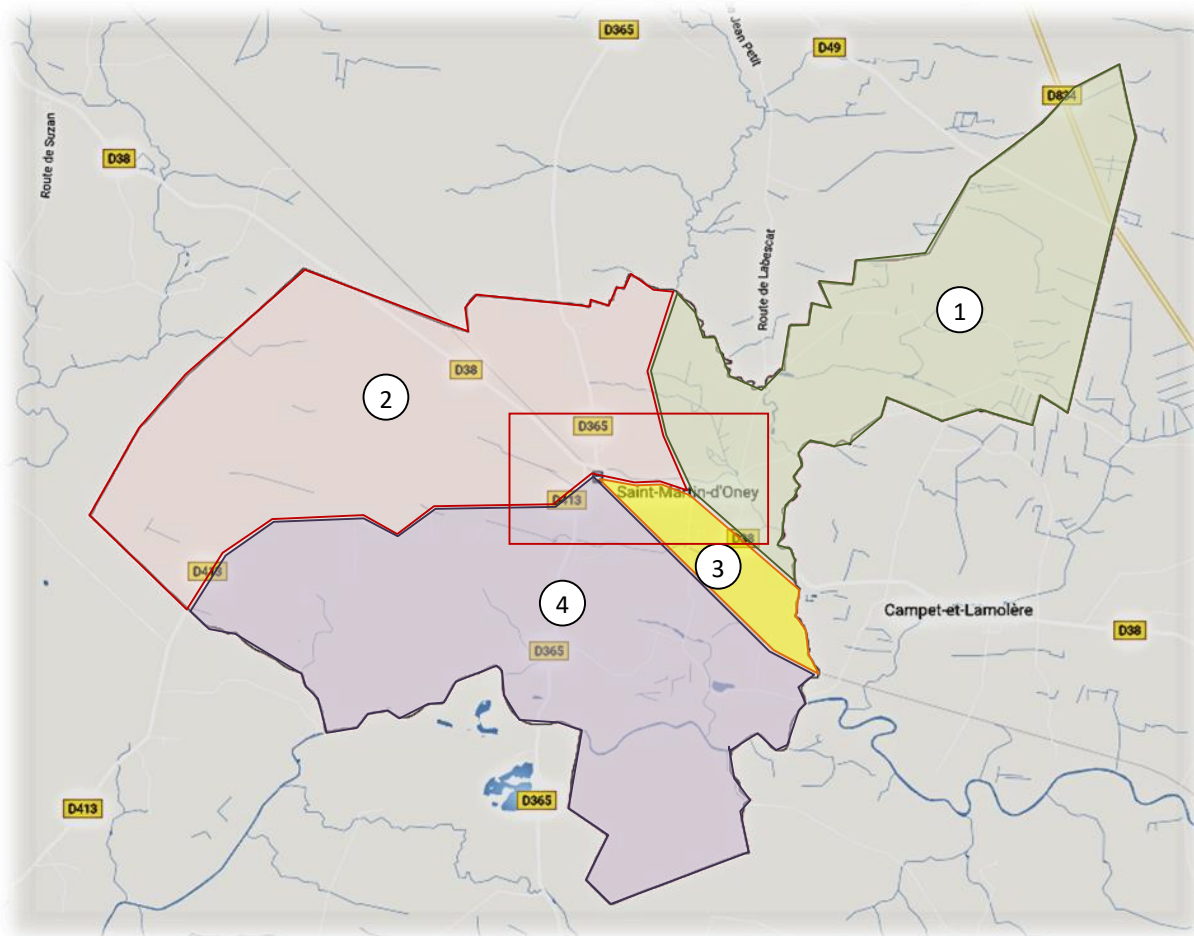 D365
Jean Petit
D49
D824
Route de Suzan
D38
Route de Labescat
1
D38
2
D365
D413
Saint-Martin-d'Oney
D38
3
D413
4
Campet-et-Lamolère
D38
D365
D365
D413